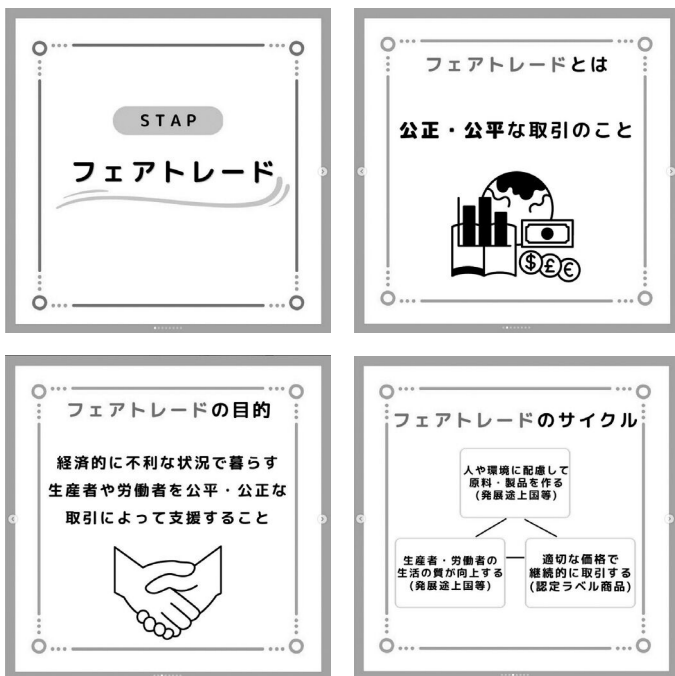 STAP
フェアトレード
フェアトレードとは
公正・公平な取引のこと
$££
フェアトレードの目的
経済的に不利な状況で暮らす
生産者や労働者を公平・公正な
取引によって支援すること
フェアトレードのサイクル
人や環境に配慮して
原料・製品を作る
(発展途上国等)
生産者・労働者の
生活の質が向上する
(発展途上国等)
適切な価格で
継続的に取引する
(認定ラベル商品)